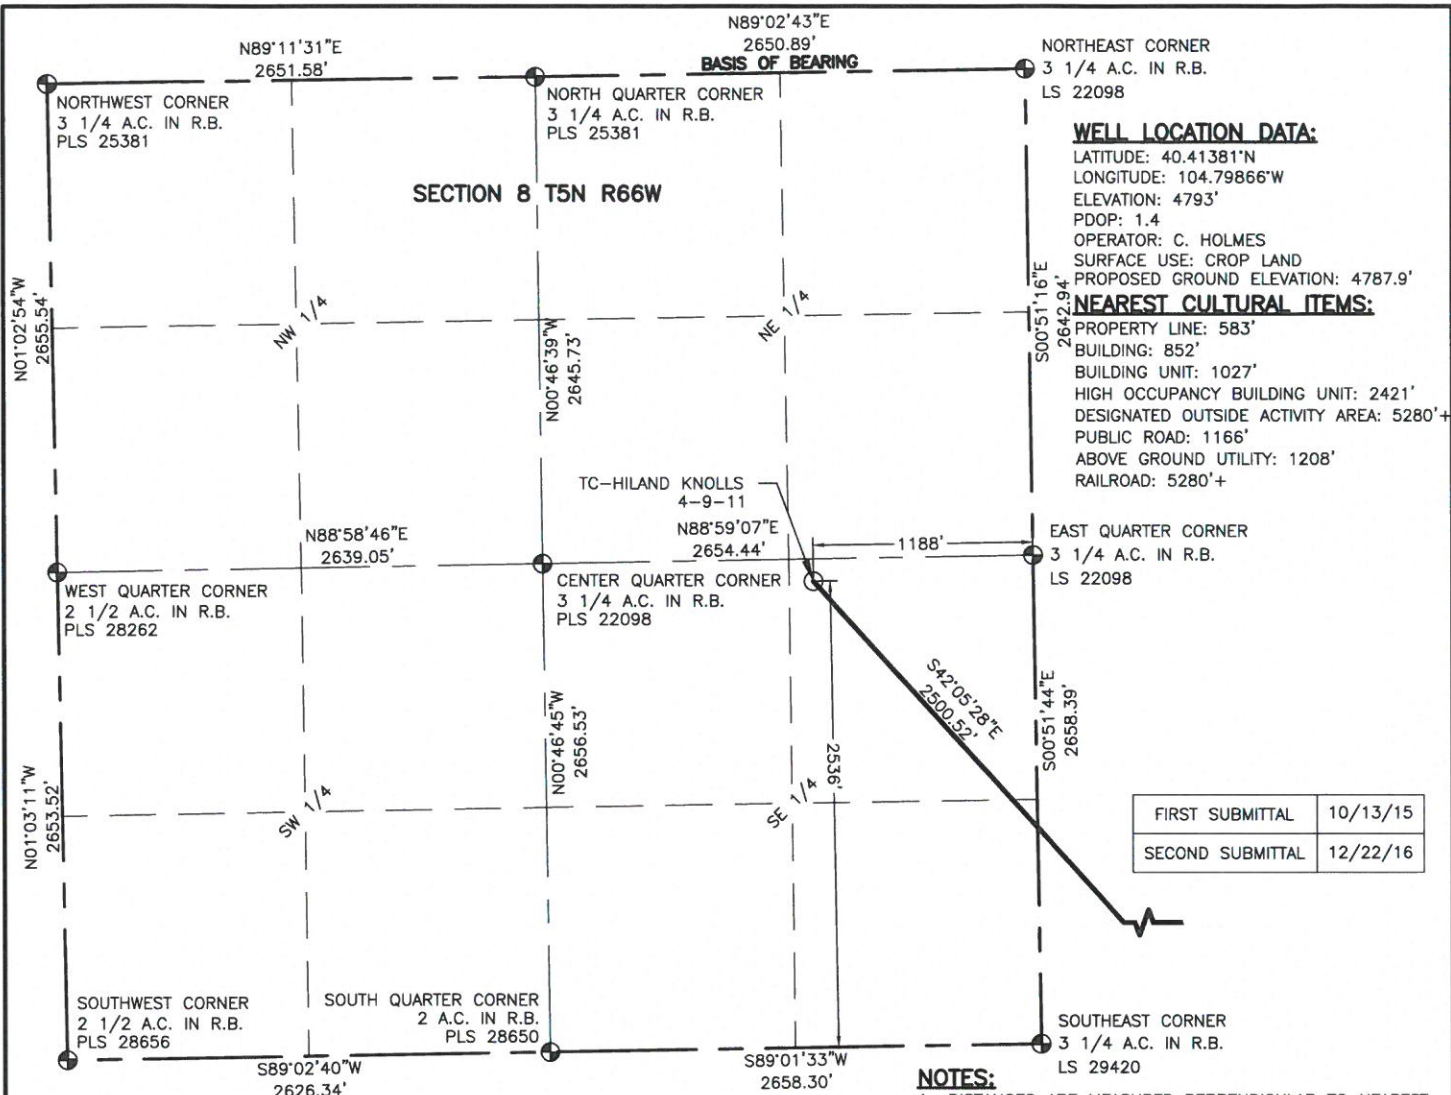 N89°11'31"E
2651.58'
N89°02'43"E
2650.89'
BASIS OF BEARING
NORTHWEST CORNER
3 1/4 A.C. IN R.B.
PLS 25381
NORTH QUARTER CORNER
3 1/4 A.C. IN R.B.
PLS 25381
NORTHEAST CORNER
3 1/4 A.C. IN R.B.
LS 22098
SECTION 8 T5N R66W
WELL LOCATION DATA:
LATITUDE: 40.41381°N
LONGITUDE: 104.79866°W
ELEVATION: 4793'
PDOP: 1.4
OPERATOR: C. HOLMES
SURFACE USE: CROP LAND
PROPOSED GROUND ELEVATION: 4787.9'
NEAREST CULTURAL ITEMS:
PROPERTY LINE: 583'
BUILDING: 852'
BUILDING UNIT: 1027'
HIGH OCCUPANCY BUILDING UNIT: 2421'
DESIGNATED OUTSIDE ACTIVITY AREA: 5280'+
PUBLIC ROAD: 1166'
ABOVE GROUND UTILITY: 1208'
RAILROAD: 5280'+
N01°02'54"W
2655.54'
NW 1/4
N00°46'39"W
2645.73'
NE 1/4
S00°51'16"E
2642.94'
TC-HILAND KNOLLS
4-9-11
N88°58'46"E
2639.05'
N88°59'07"E
2654.44'
1188'
WEST QUARTER CORNER
2 1/2 A.C. IN R.B.
PLS 28262
CENTER QUARTER CORNER
3 1/4 A.C. IN R.B.
PLS 22098
EAST QUARTER CORNER
3 1/4 A.C. IN R.B.
LS 22098
N01°03'11"W
2653.52'
SW 1/4
N00°46'45"W
2656.53'
SE 1/4
2536'
S42°05'28"E
2500.52'
S00°51'44"E
2658.39'
FIRST SUBMITTAL 10/13/15
SECOND SUBMITTAL 12/22/16
SOUTHWEST CORNER
2 1/2 A.C. IN R.B.
PLS 28656
SOUTH QUARTER CORNER
2 A.C. IN R.B.
PLS 28650
SOUTHEAST CORNER
3 1/4 A.C. IN R.B.
LS 29420
S89°02'40"W
2626.34'
S89°01'33"W
2658.30'
NOTES:
DISTANCES ARE MEASURED PERPENDICULAR TO NEAREST